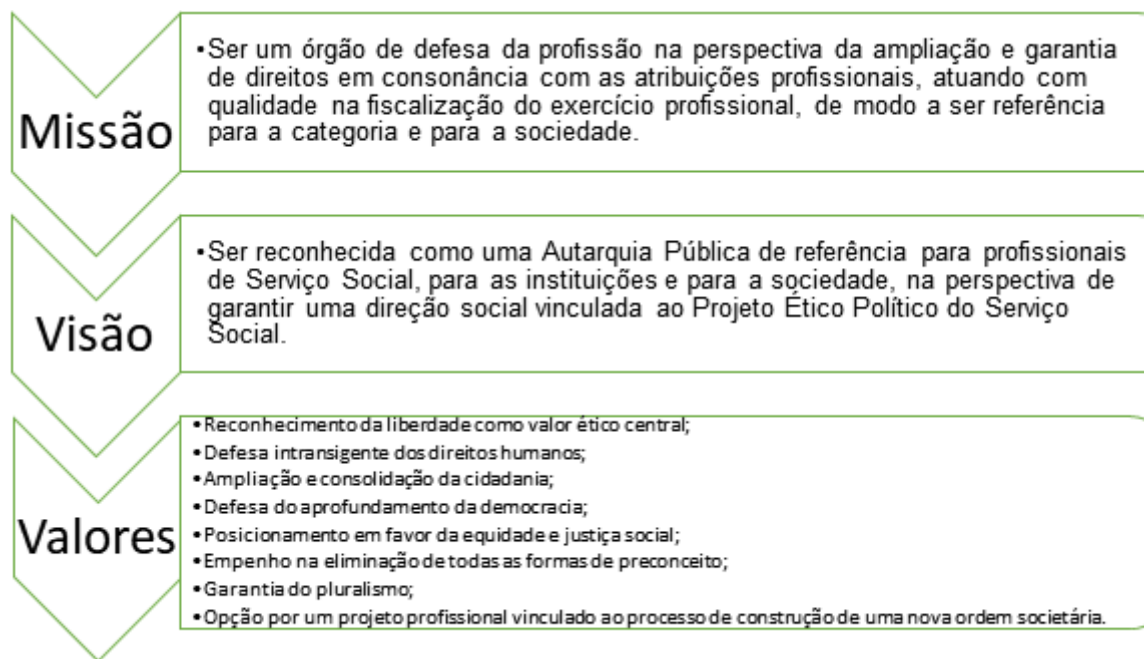 Missão
•Ser um órgão de defesa da profissão na perspectiva da ampliação e garantia
de direitos em consonância com as atribuições profissionais, atuando com
qualidade na fiscalização do exercício profissional, de modo a ser referência
para a categoria e para a sociedade.
Visão
•Ser reconhecida como uma Autarquia Pública de referência para profissionais
de Serviço Social, para as instituições e para a sociedade, na perspectiva de
garantir uma direção social vinculada ao Projeto Ético Político do Serviço
Social.
Valores
•Reconhecimento da liberdade como valor ético central;
•Defesa intransigente dos direitos humanos;
•Ampliação e consolidação da cidadania;
•Defesa do aprofundamento da democracia;
•Posicionamento em favor da equidade e justiça social;
•Empenho na eliminação de todas as formas de preconceito;
•Garantia do pluralismo;
•Opção por um projeto profissional vinculado ao processo de construção de uma nova ordem societária.